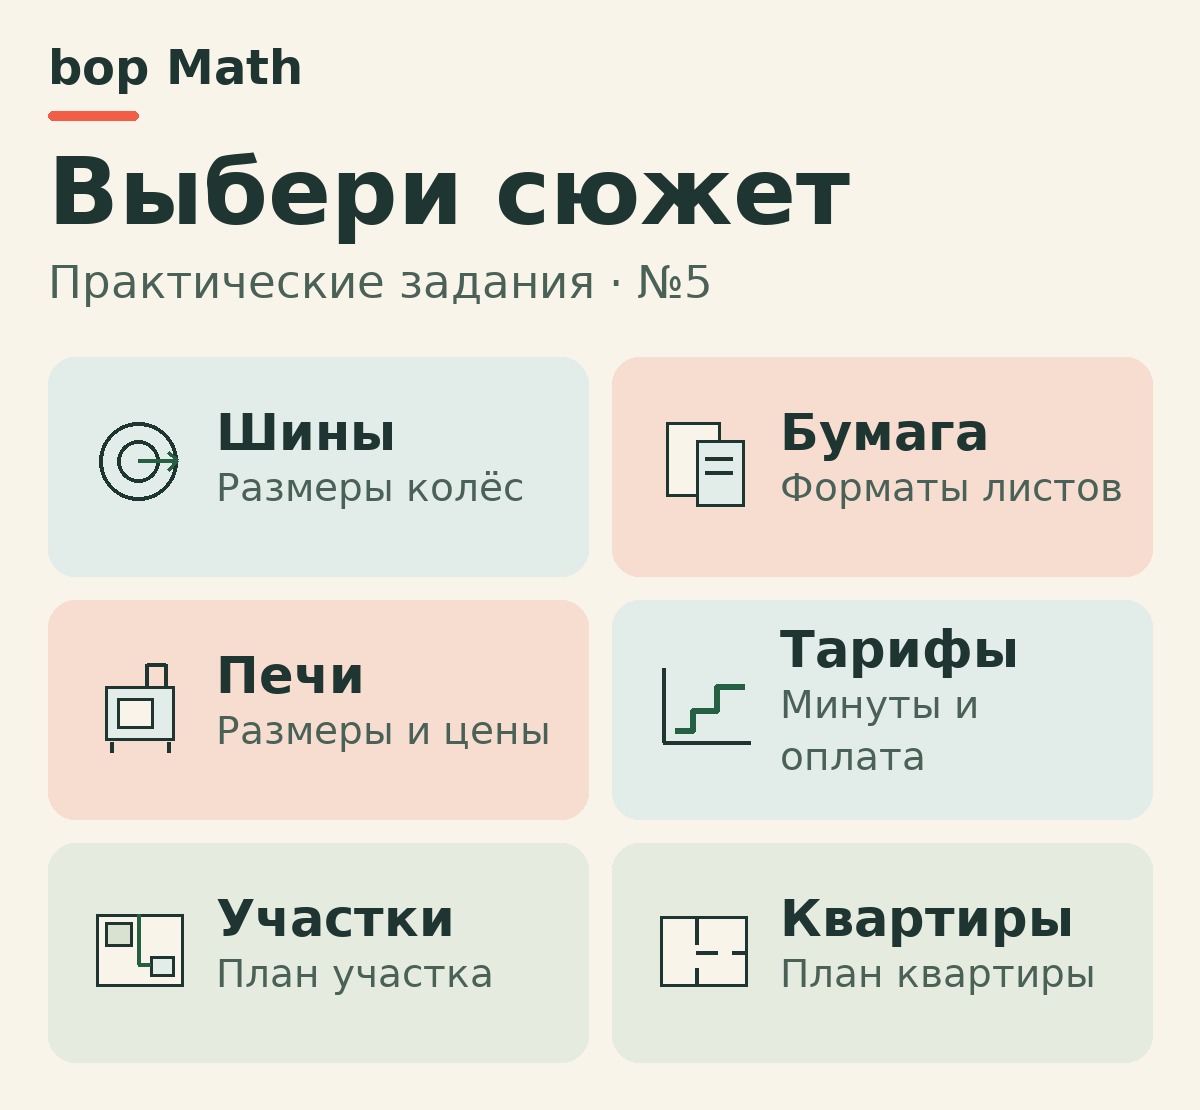 bop Math
Выбери сюжет
Практические задания · №5
Шины
Размеры колёс
Бумага
Форматы листов
Печи
Размеры и цены
Тарифы
Минуты и
оплата
Участки
План участка
Квартиры
План квартиры